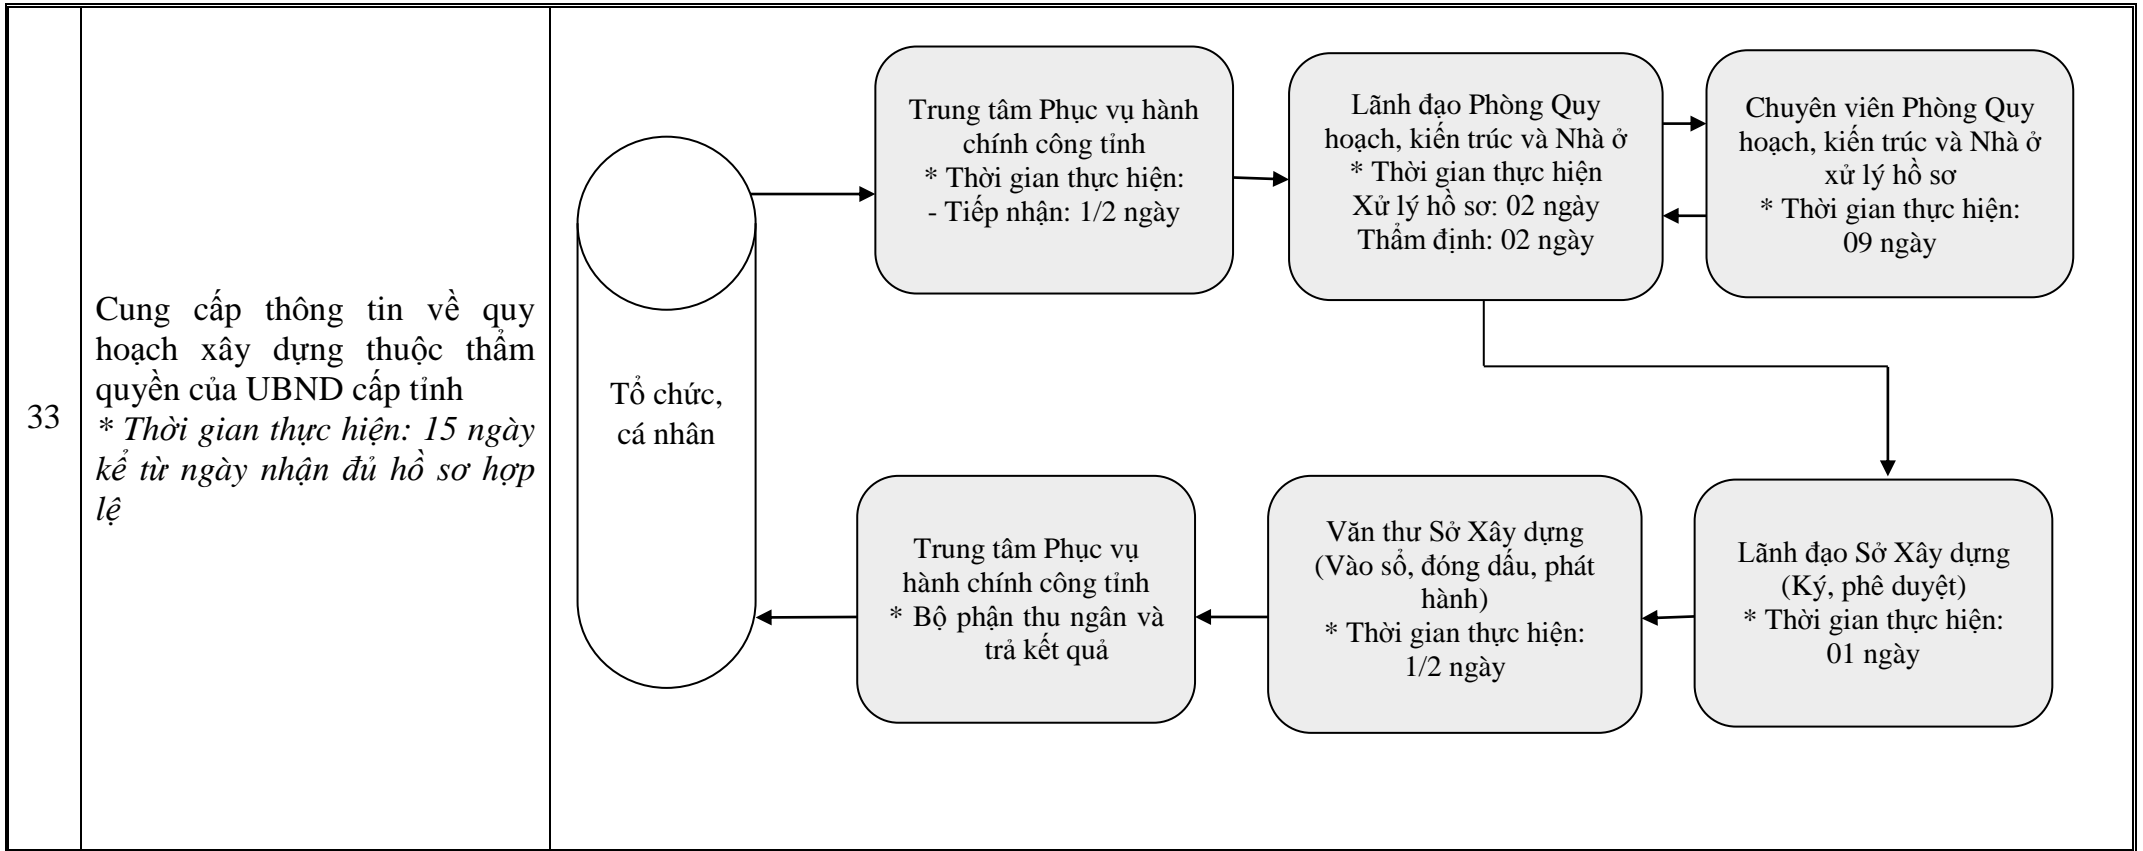 33
Cung cấp thông tin về quy
hoạch xây dựng thuộc thẩm
quyền của UBND cấp tỉnh
* Thời gian thực hiện: 15 ngày
kể từ ngày nhận đủ hồ sơ hợp
lệ
Tổ chức,
cá nhân
Trung tâm Phục vụ hành
chính công tỉnh
* Thời gian thực hiện:
- Tiếp nhận: 1/2 ngày
Lãnh đạo Phòng Quy
hoạch, kiến trúc và Nhà ở
* Thời gian thực hiện
Xử lý hồ sơ: 02 ngày
Thẩm định: 02 ngày
Chuyên viên Phòng Quy
hoạch, kiến trúc và Nhà ở
xử lý hồ sơ
* Thời gian thực hiện:
09 ngày
Lãnh đạo Sở Xây dựng
(Ký, phê duyệt)
* Thời gian thực hiện:
01 ngày
Văn thư Sở Xây dựng
(Vào sổ, đóng dấu, phát
hành)
* Thời gian thực hiện:
1/2 ngày
Trung tâm Phục vụ
hành chính công tỉnh
* Bộ phận thu ngân và
trả kết quả